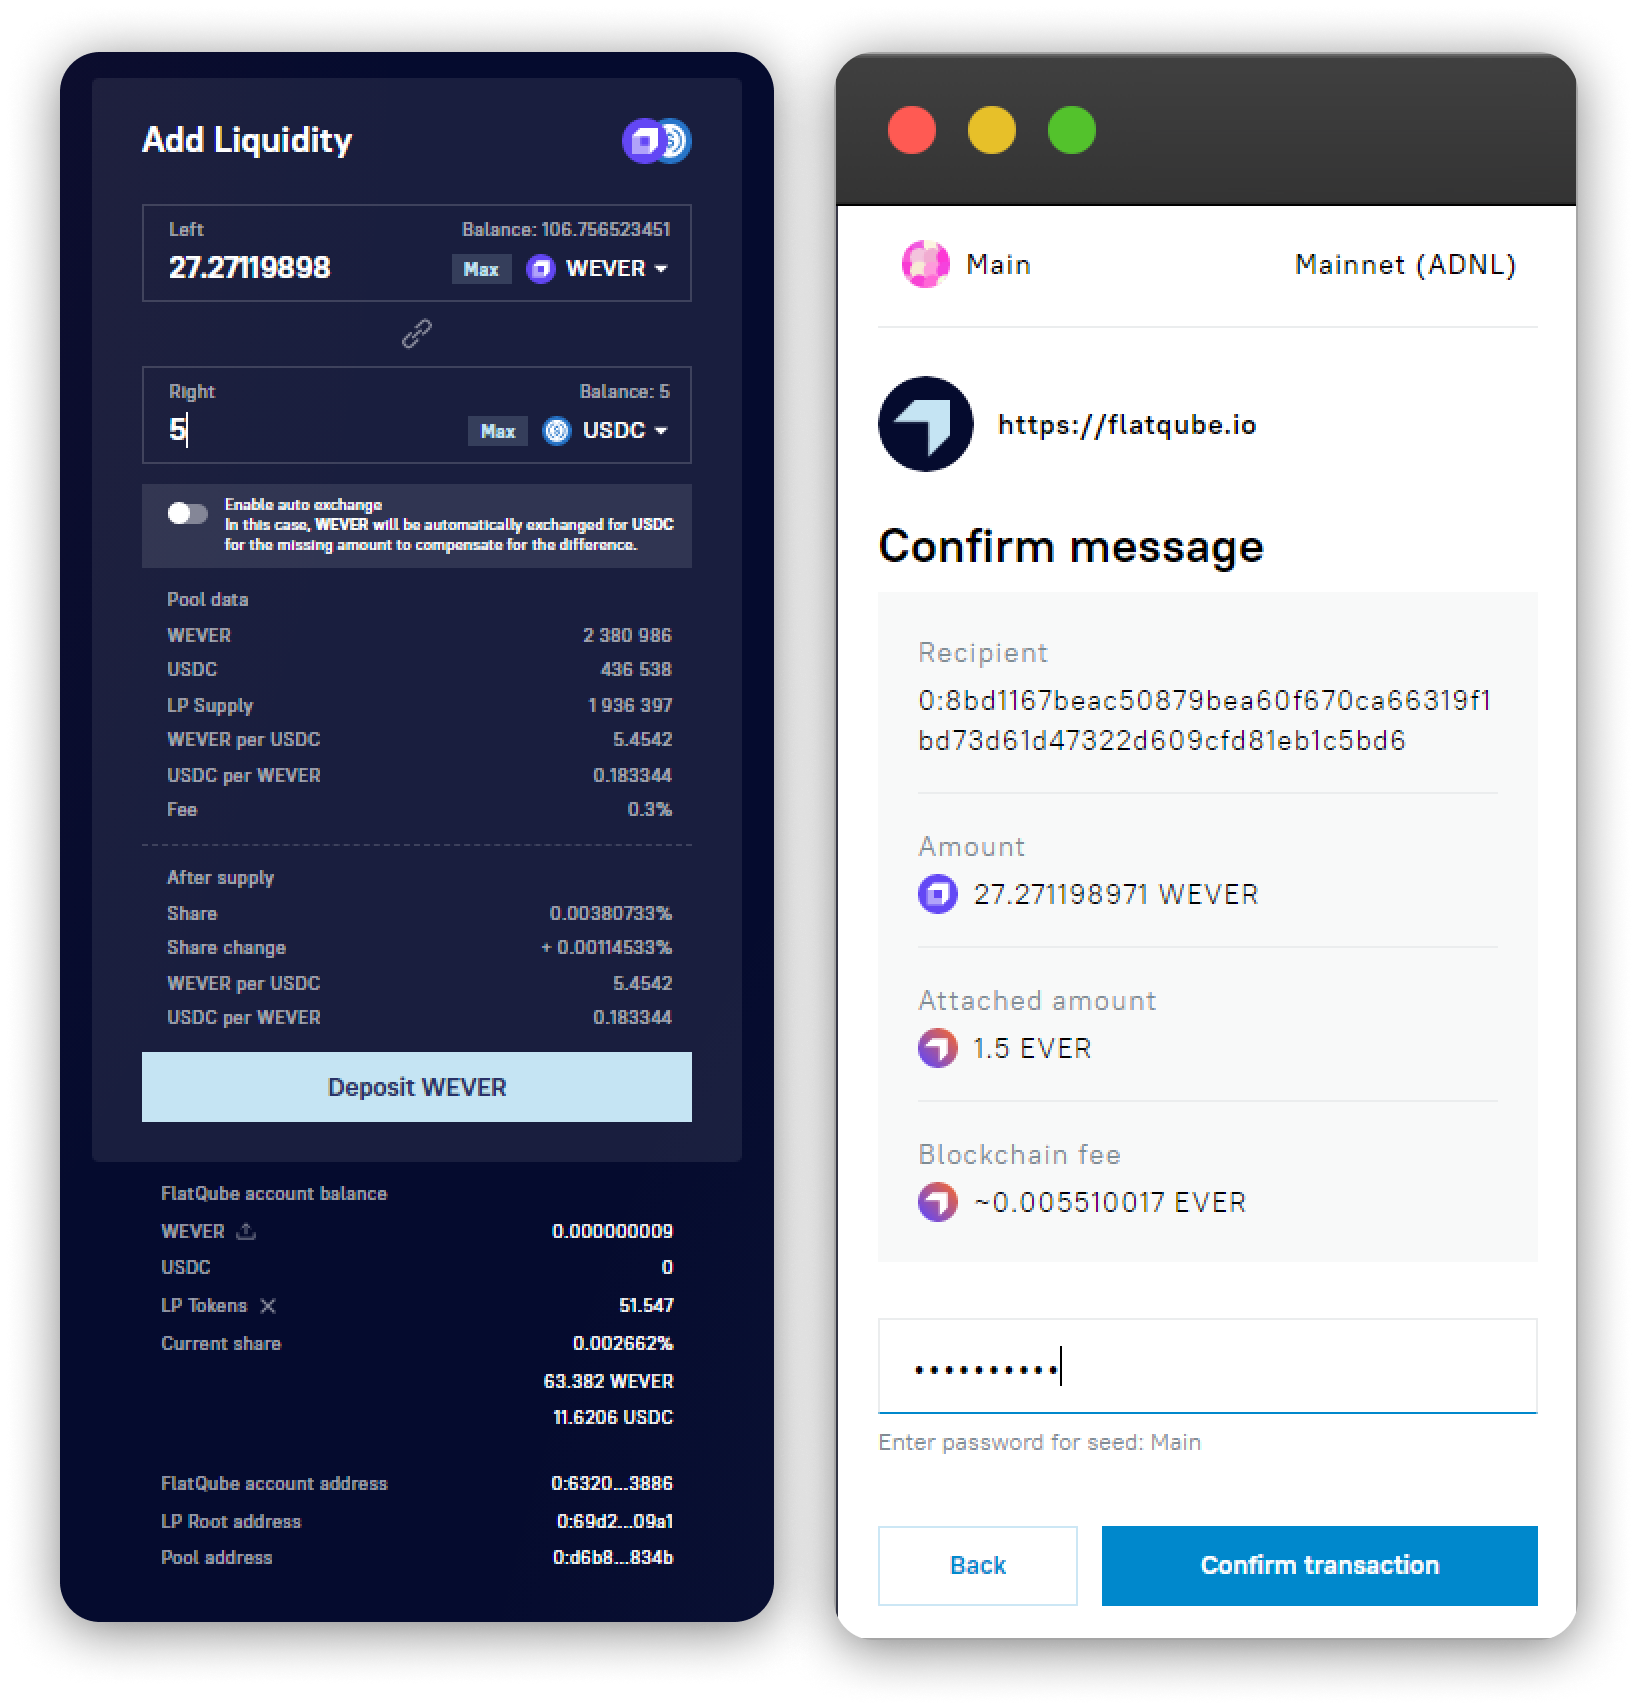 Add Liquidity
Left Balance: 106.756523451
27.27119898 Max WEVER
Right Balance: 5
5 Max USDC
Enable auto exchange
In this case, WEVER will be automatically exchanged for USDC
for the missing amount to compensate for the difference.
Pool data
WEVER 2 380 986
USDC 436 538
LP Supply 1 936 397
WEVER per USDC 5.4542
USDC per WEVER 0.183344
Fee 0.3%
After supply
Share 0.00380733%
Share change + 0.00114533%
WEVER per USDC 5.4542
USDC per WEVER 0.183344
Deposit WEVER
FlatQube account balance
WEVER 0.000000009
USDC 0
LP Tokens 51.547
Current share 0.002662%
63.382 WEVER
11.6206 USDC
FlatQube account address 0:6320...3886
LP Root address 0:69d2...09a1
Pool address 0:d6b8...834b
Main Mainnet (ADNL)
https://flatqube.io
Confirm message
Recipient
0:8bd1167beac50879bea60f670ca66319f1
bd73d61d47322d609cfd81eb1c5bd6
Amount
27.271198971 WEVER
Attached amount
1.5 EVER
Blockchain fee
~0.005510017 EVER
••••••••••
Enter password for seed: Main
Back Confirm transaction